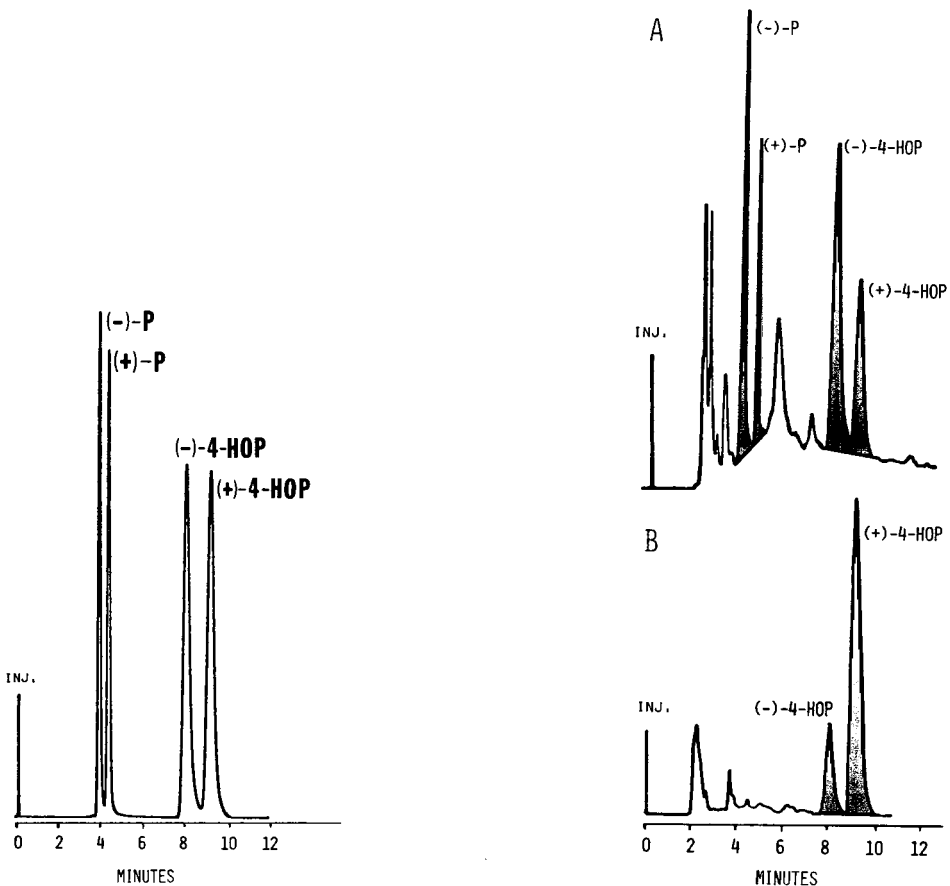 (-)-P
(+)-P
(-)-4-HOP
(+)-4-HOP
INJ.
0 2 4 6 8 10 12
MINUTES
A
(-)-P
(+)-P
(-)-4-HOP
(+)-4-HOP
INJ.
B
(+)-4-HOP
(-)-4-HOP
INJ.
0 2 4 6 8 10 12
MINUTES